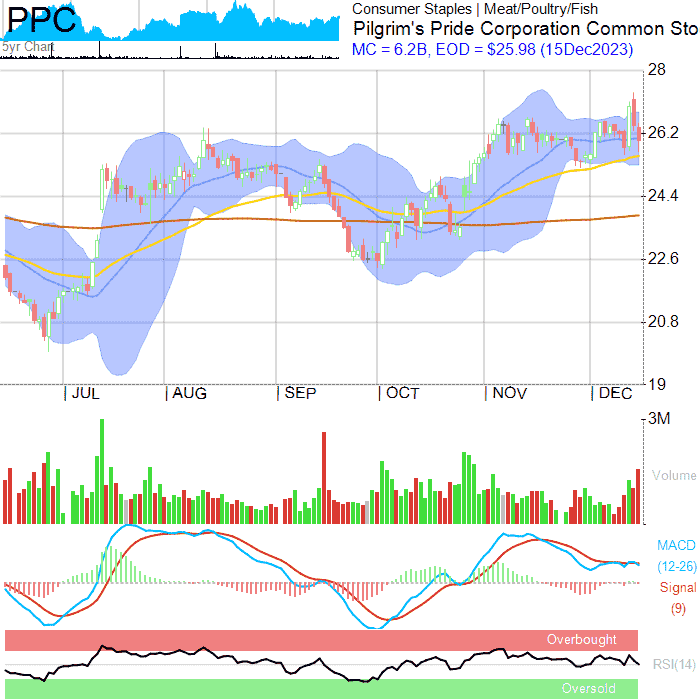 PPC
5yr Chart
Consumer Staples | Meat/Poultry/Fish
Pilgrim's Pride Corporation Common Sto
MC = 6.2B, EOD = $25.98 (15Dec2023)
28
26.2
24.4
22.6
20.8
19
| JUL | AUG | SEP | OCT | NOV | DEC
3M
Volume
MACD
(12-26)
Signal
(9)
Overbought
RSI(14)
Oversold